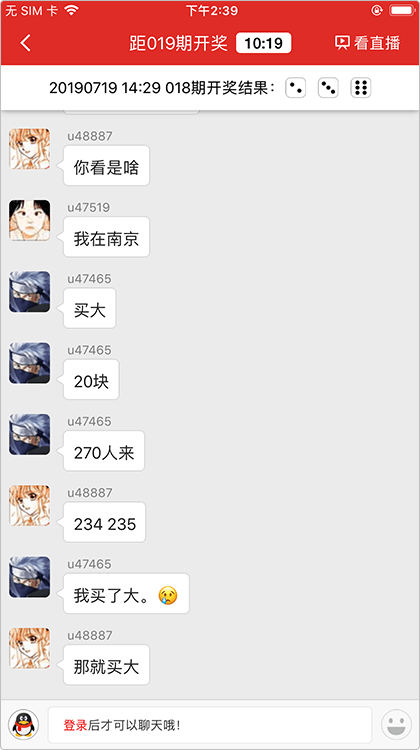 无 SIM 卡 下午2:39
距019期开奖 10:19 看直播
20190719 14:29 018期开奖结果：
u48887
你看是啥
u47519
我在南京
u47465
买大
u47465
20块
u47465
270人来
u48887
234 235
u47465
我买了大。😢
u48887
那就买大
登录后才可以聊天哦！